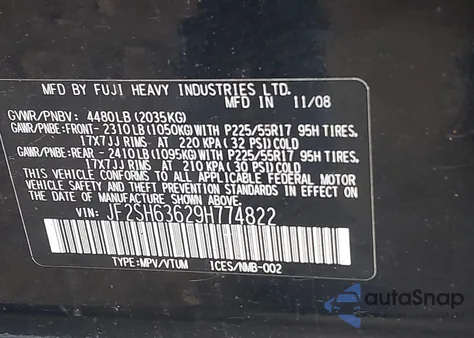 MFD BY FUJI HEAVY INDUSTRIES LTD.
MFD IN 11/08
GVWR/PNBV: 4480LB (2035KG)
GAWR/PNBE: FRONT- 2310LB (1050KG) WITH P225/55R17 95H TIRES,
17X7JJ RIMS AT 220 KPA (32 PSI) COLD
GAWR/PNBE: REAR - 2410LB (1095KG) WITH P225/55R17 95H TIRES,
17X7JJ RIMS AT 210 KPA (30 PSI) COLD
THIS VEHICLE CONFORMS TO ALL APPLICABLE FEDERAL MOTOR
VEHICLE SAFETY AND THEFT PREVENTION STANDARDS IN EFFECT ON
THE DATE OF MANUFACTURE SHOWN ABOVE.
VIN: JF2SH63629H774822
TYPE:MPV/VTUM ICES/NMB-002
autoSnap
Powered by CarsFromWest